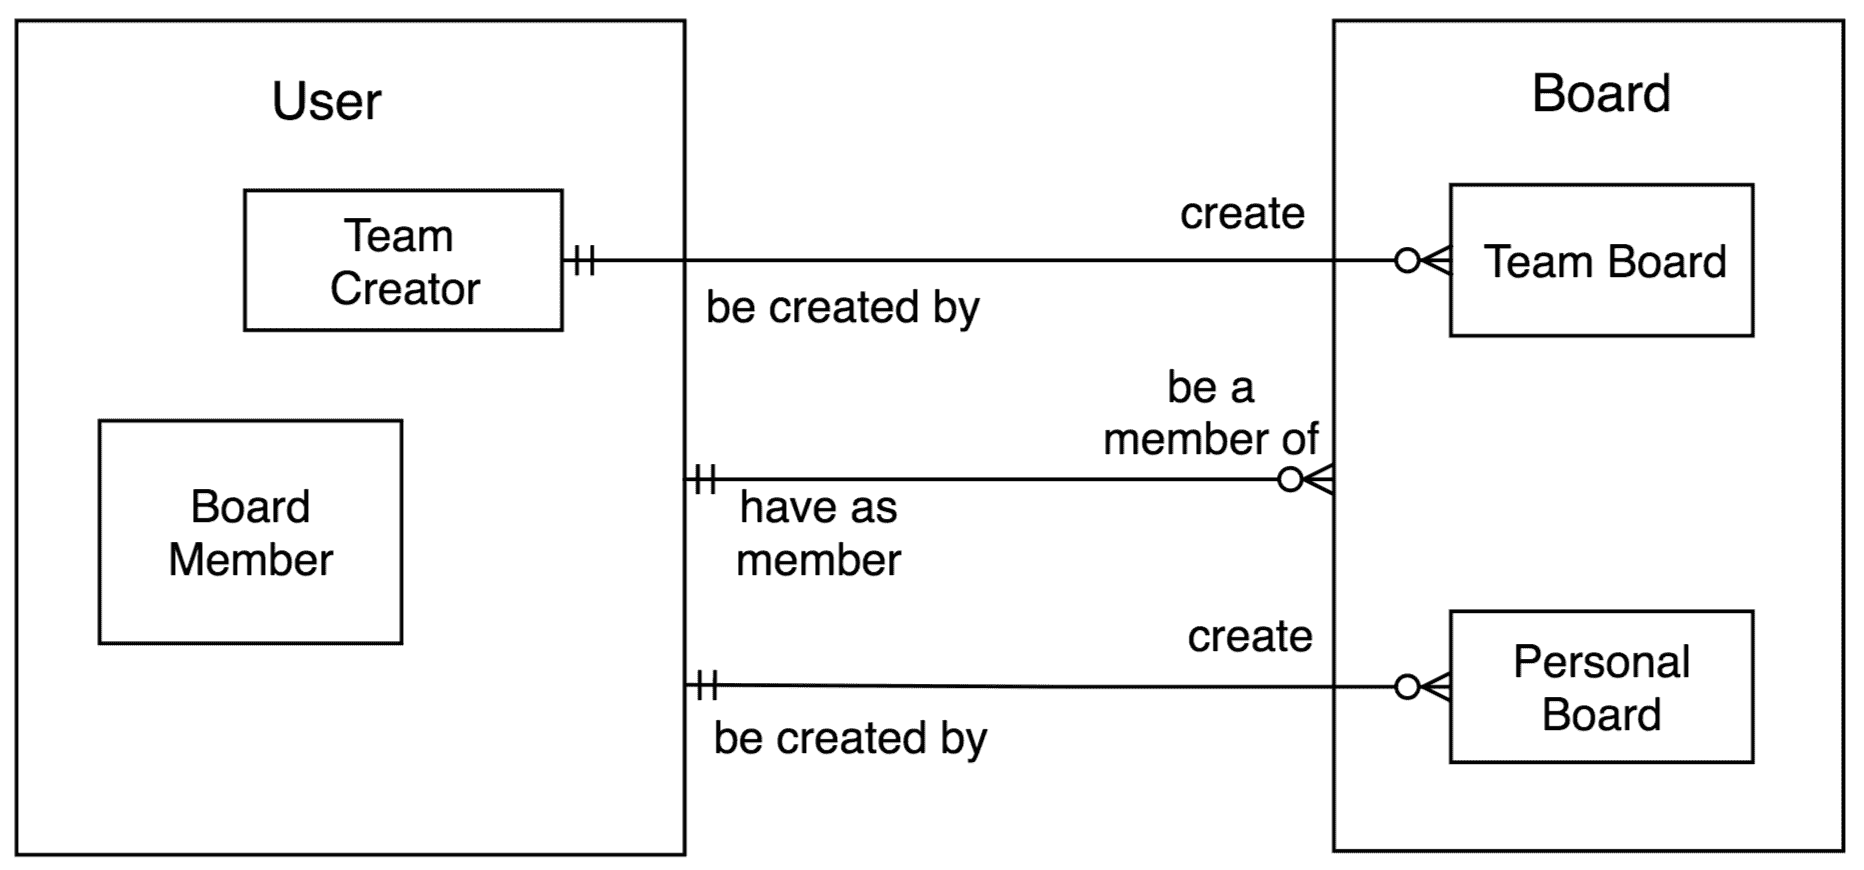 User
Board
Team
Creator
create
be created by
Team Board
be a
member of
have as
member
Board
Member
create
be created by
Personal
Board